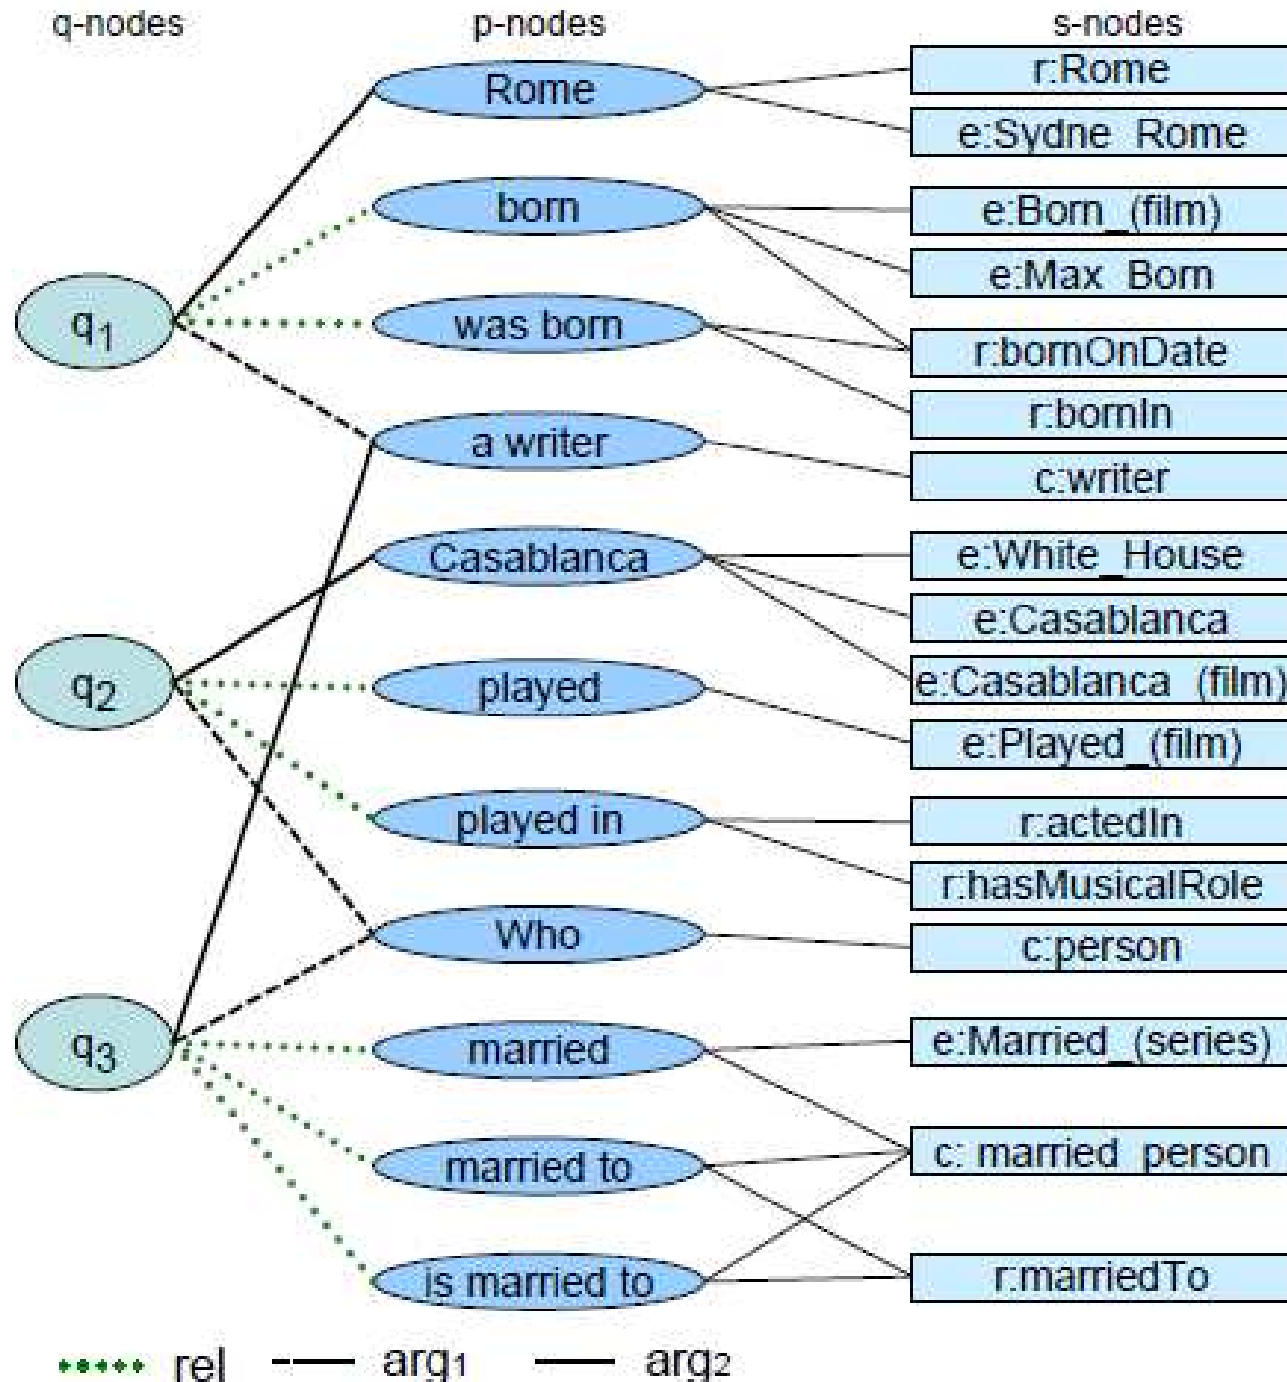 q-nodes p-nodes s-nodes
Rome r:Rome
e:Sydne_Rome
born e:Born_(film)
e:Max_Born
q1 was born r:bornOnDate
r:bornIn
a writer c:writer
Casablanca e:White_House
e:Casablanca
q2 played e:Casablanca_(film)
e:Played_(film)
played in r:actedIn
r:hasMusicalRole
Who c:person
q3 married e:Married_(series)
married to c: married_person
is married to r:marriedTo
rel arg1 arg2